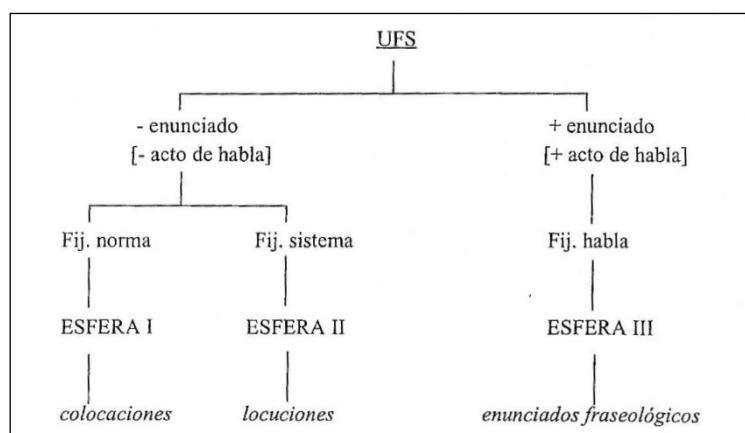 UFS
- enunciado + enunciado
[- acto de habla] [+ acto de habla]
Fij. norma Fij. sistema Fij. habla
ESFERA I ESFERA II ESFERA III
colocaciones locuciones enunciados fraseológicos